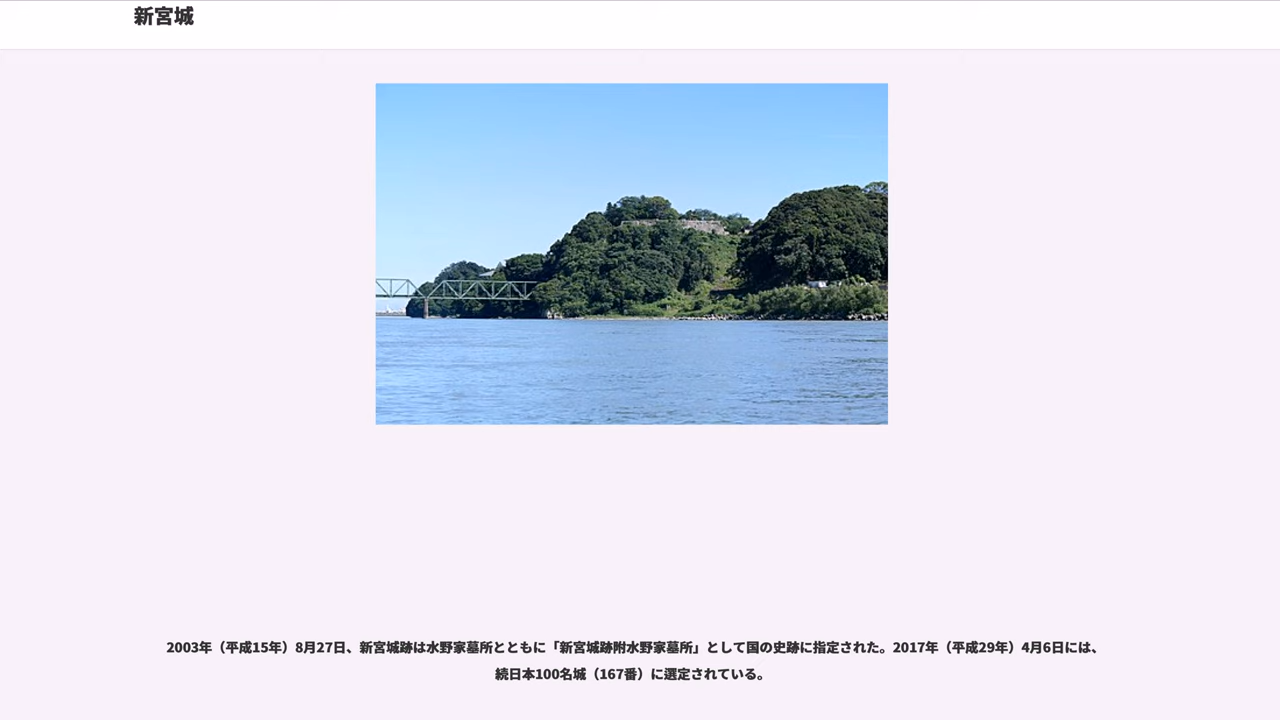 新宮城
2003年（平成15年）8月27日、新宮城跡は水野家墓所とともに「新宮城跡附水野家墓所」として国の史跡に指定された。2017年（平成29年）4月6日には、
続日本100名城（167番）に選定されている。